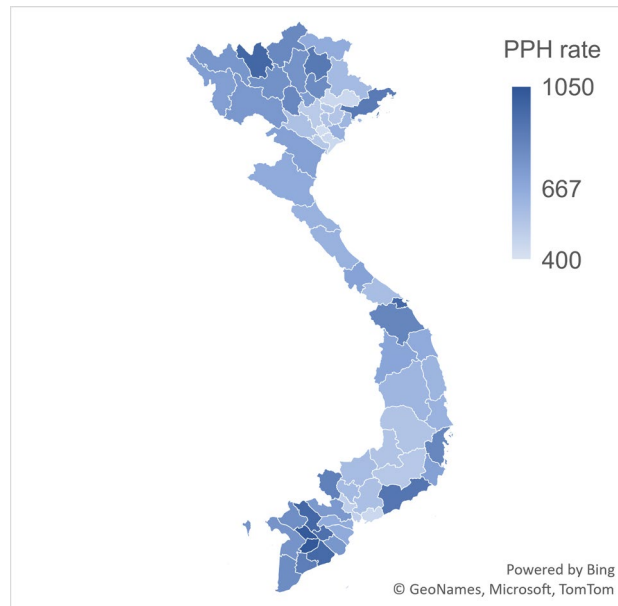 PPH rate
1050
667
400
Powered by Bing
© GeoNames, Microsoft, TomTom